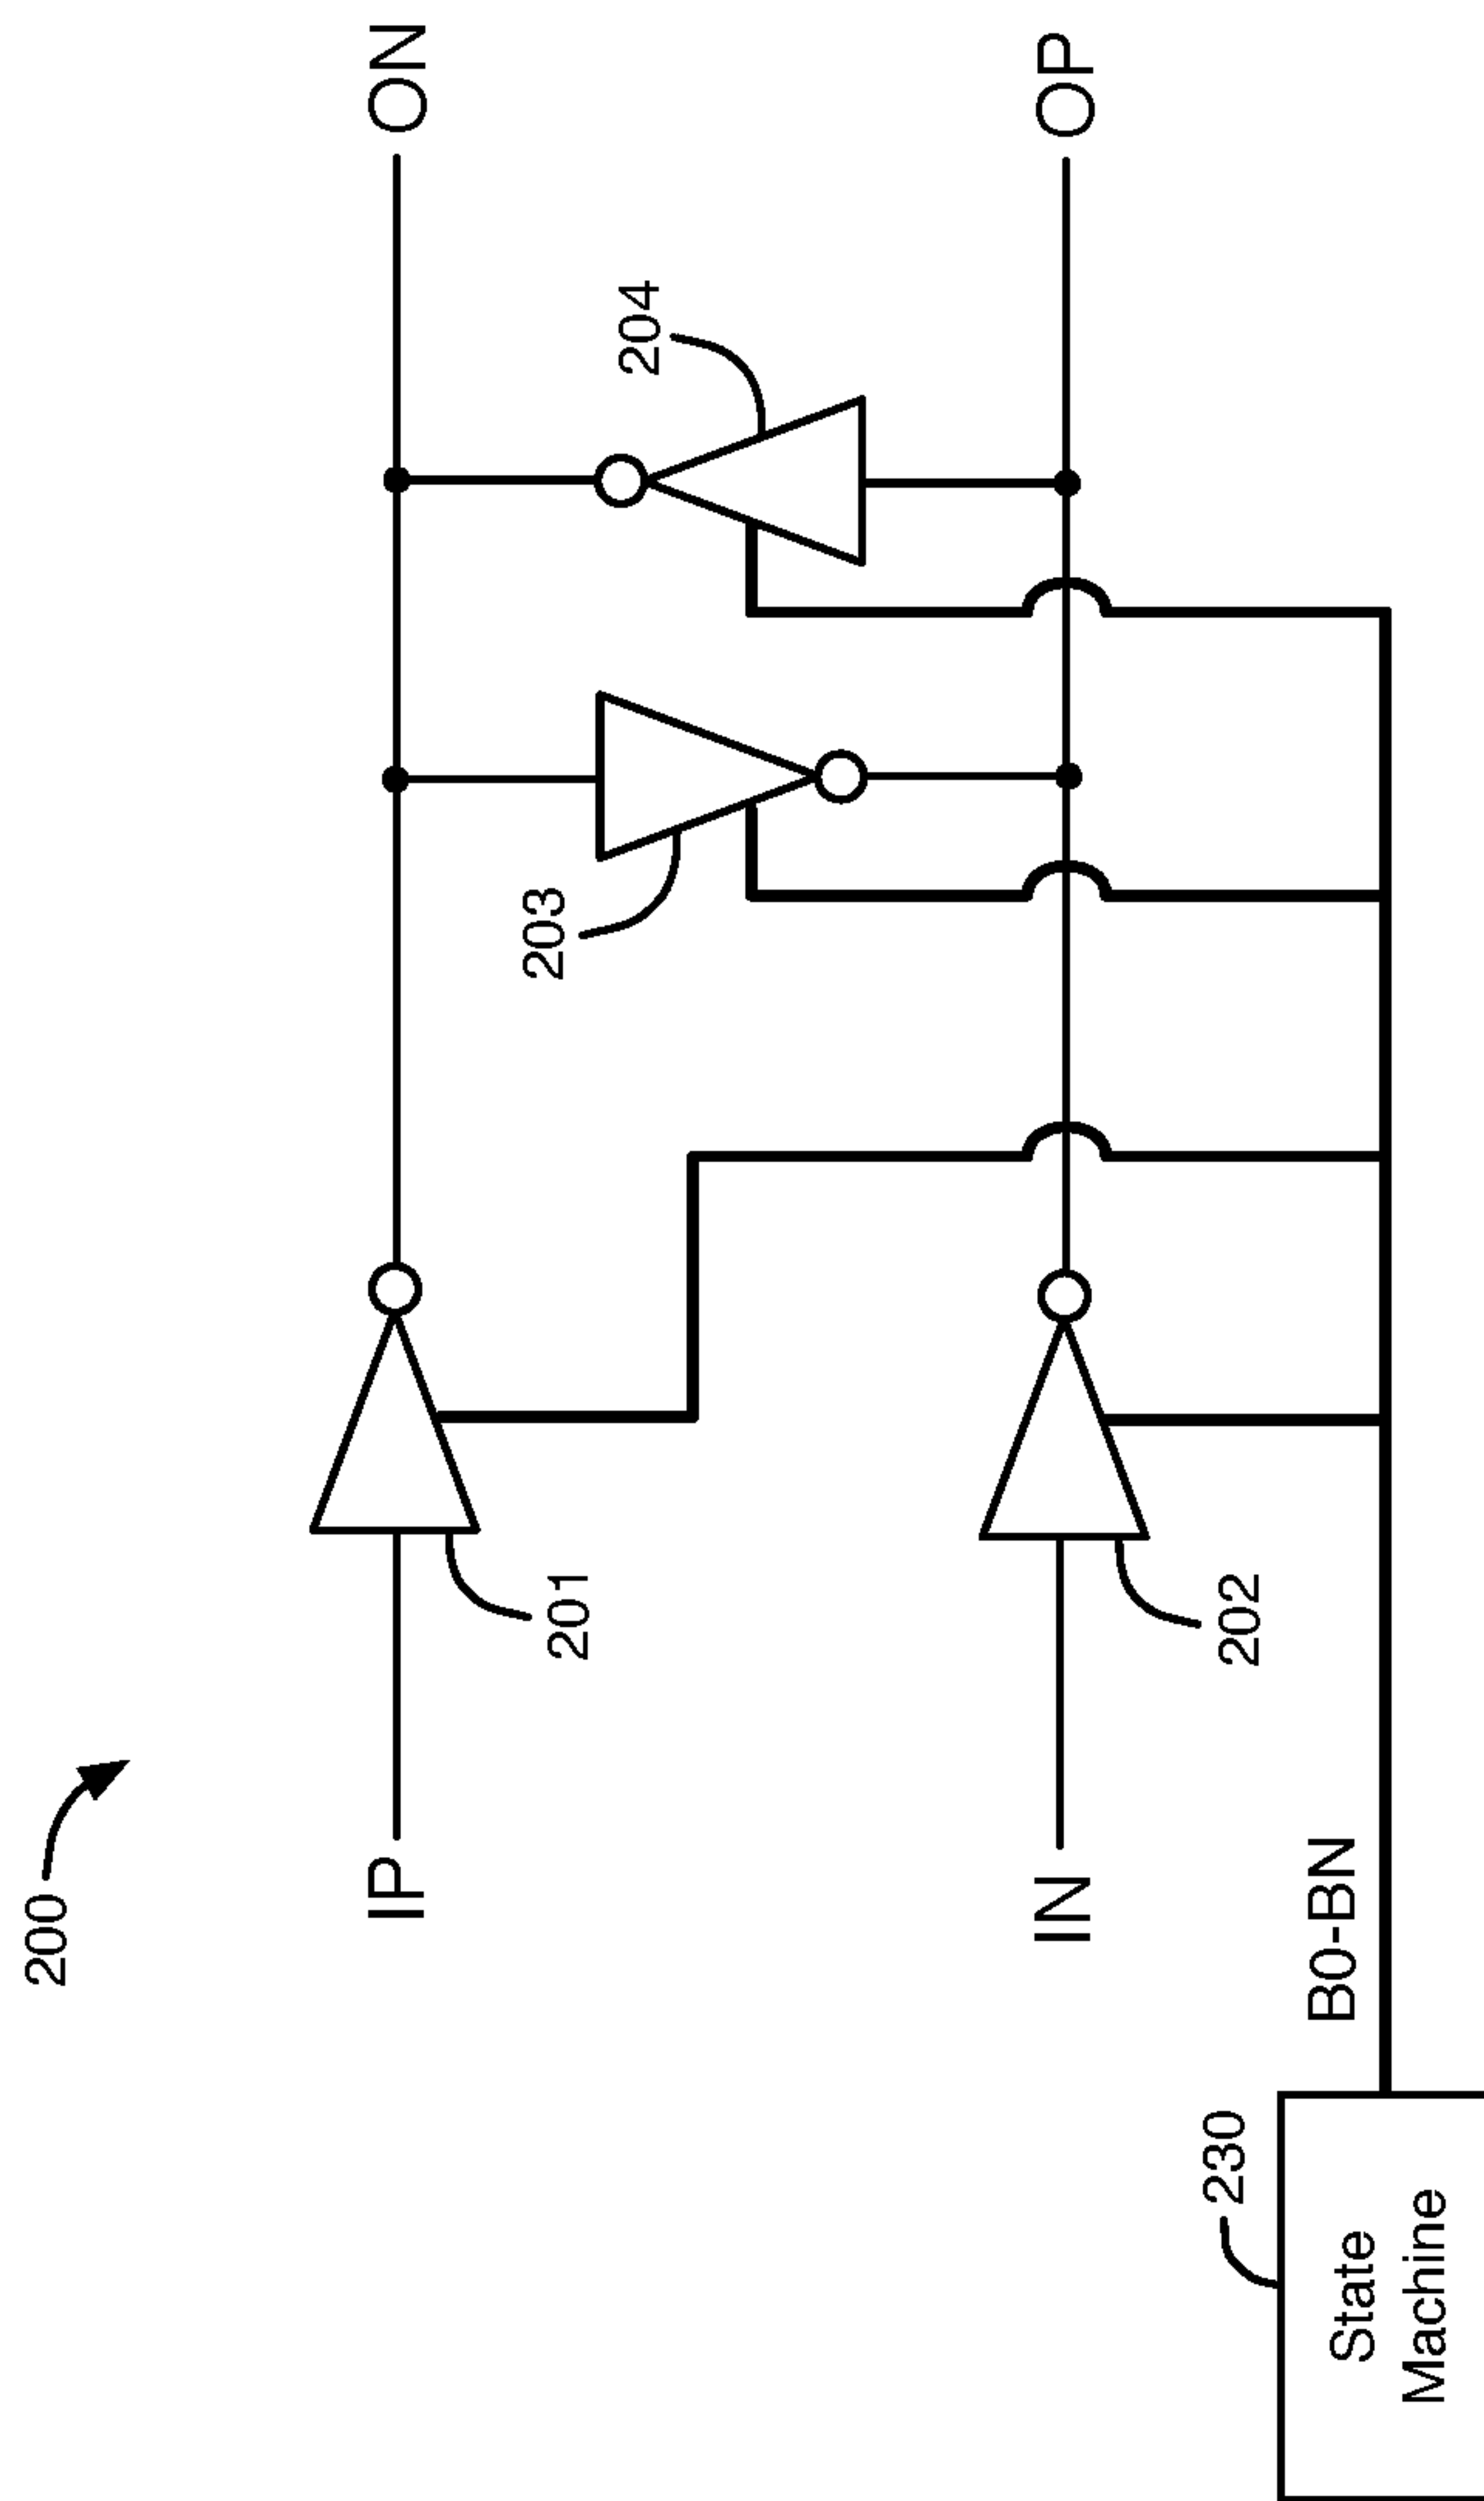 200
IP
201
ON
203
204
IN
202
OP
B0-BN
230
State
Machine